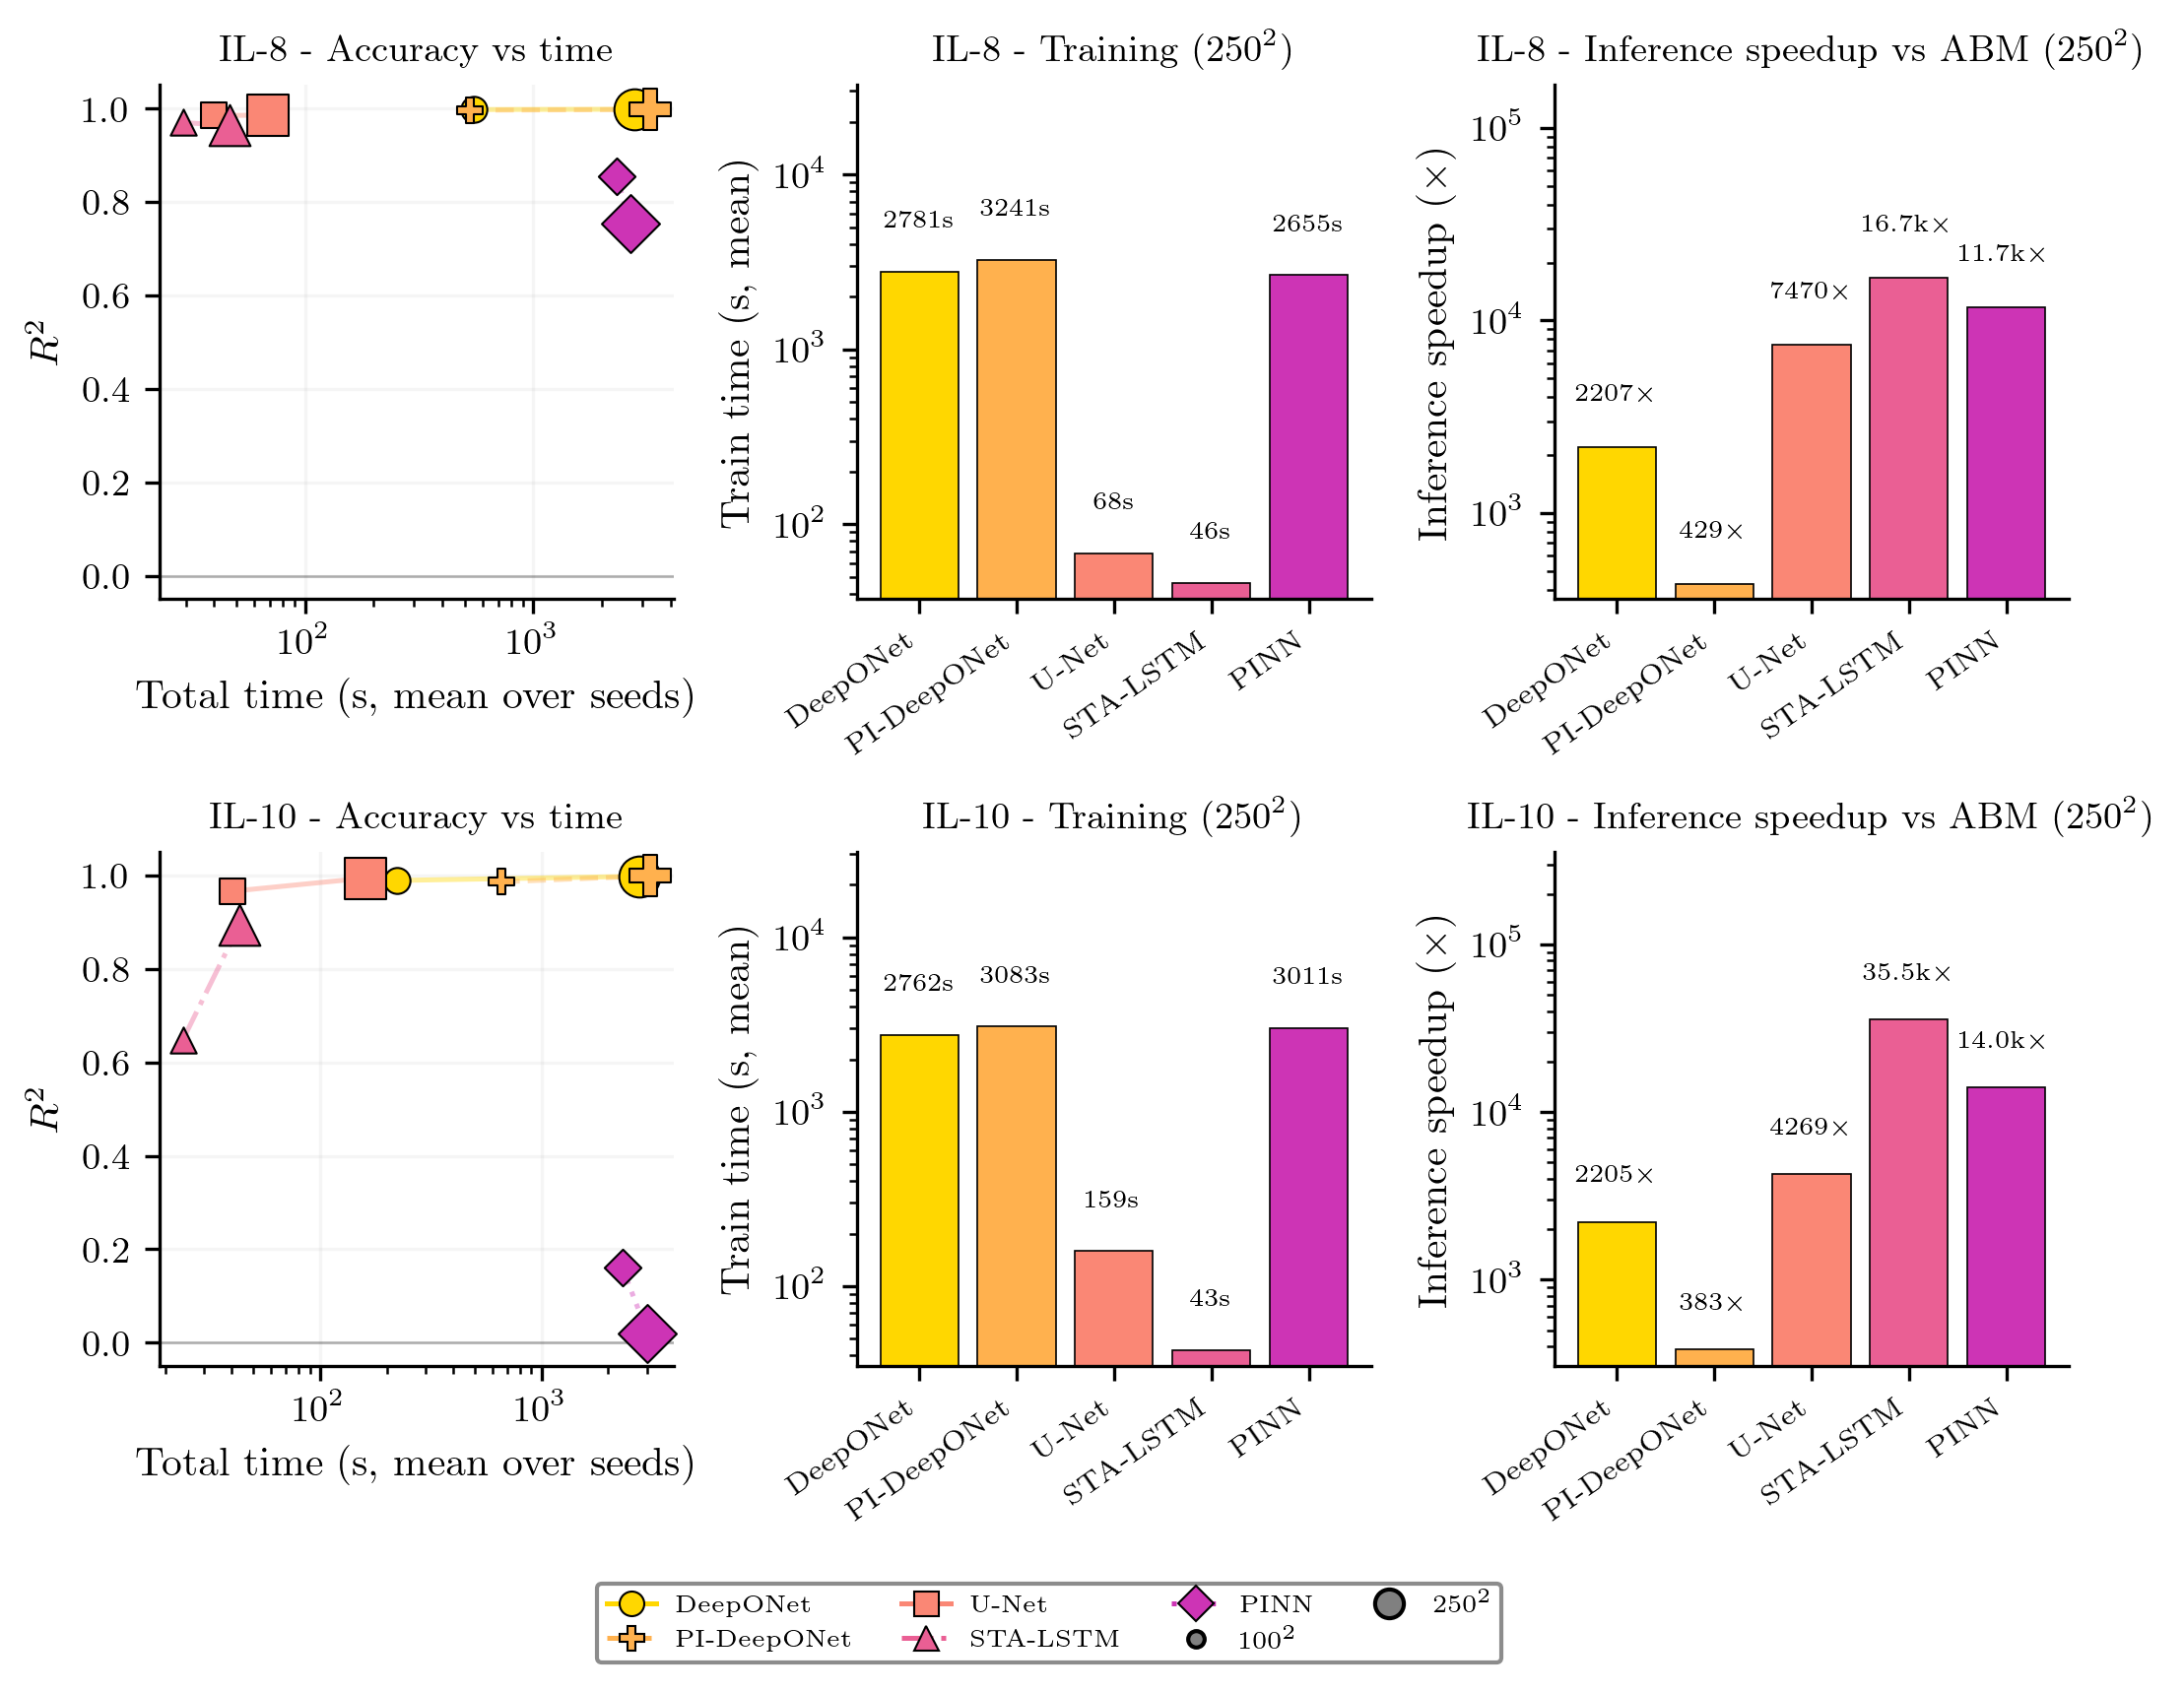 IL-8 - Accuracy vs time
1.0
0.8
0.6
0.4
0.2
0.0
R²
10² 10³
Total time (s, mean over seeds)
IL-8 - Training (250²)
Train time (s, mean)
10⁴
10³
10²
2781s
3241s
68s
46s
2655s
DeepONet
PI-DeepONet
U-Net
STA-LSTM
PINN
IL-8 - Inference speedup vs ABM (250²)
Inference speedup (×)
10⁵
10⁴
10³
2207×
429×
7470×
16.7k×
11.7k×
DeepONet
PI-DeepONet
U-Net
STA-LSTM
PINN
IL-10 - Accuracy vs time
1.0
0.8
0.6
0.4
0.2
0.0
R²
10² 10³
Total time (s, mean over seeds)
IL-10 - Training (250²)
Train time (s, mean)
10⁴
10³
10²
2762s
3083s
159s
43s
3011s
DeepONet
PI-DeepONet
U-Net
STA-LSTM
PINN
IL-10 - Inference speedup vs ABM (250²)
Inference speedup (×)
10⁵
10⁴
10³
2205×
383×
4269×
35.5k×
14.0k×
DeepONet
PI-DeepONet
U-Net
STA-LSTM
PINN
DeepONet U-Net PINN 250²
PI-DeepONet STA-LSTM 100²